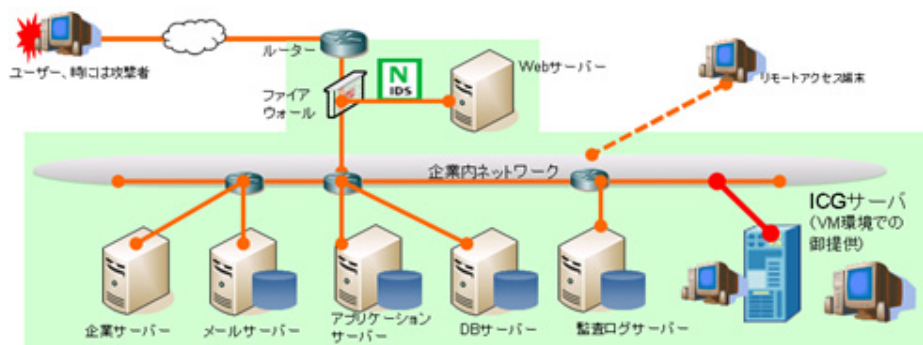 ルーター
ユーザー、時には攻撃者
N
IDS
Webサーバー
リモートアクセス端末
ファイア
ウォール
企業内ネットワーク
ICGサーバ
(VM環境での
御提供)
企業サーバー
メールサーバー
アプリケーション
サーバー
DBサーバー
監査ログサーバー